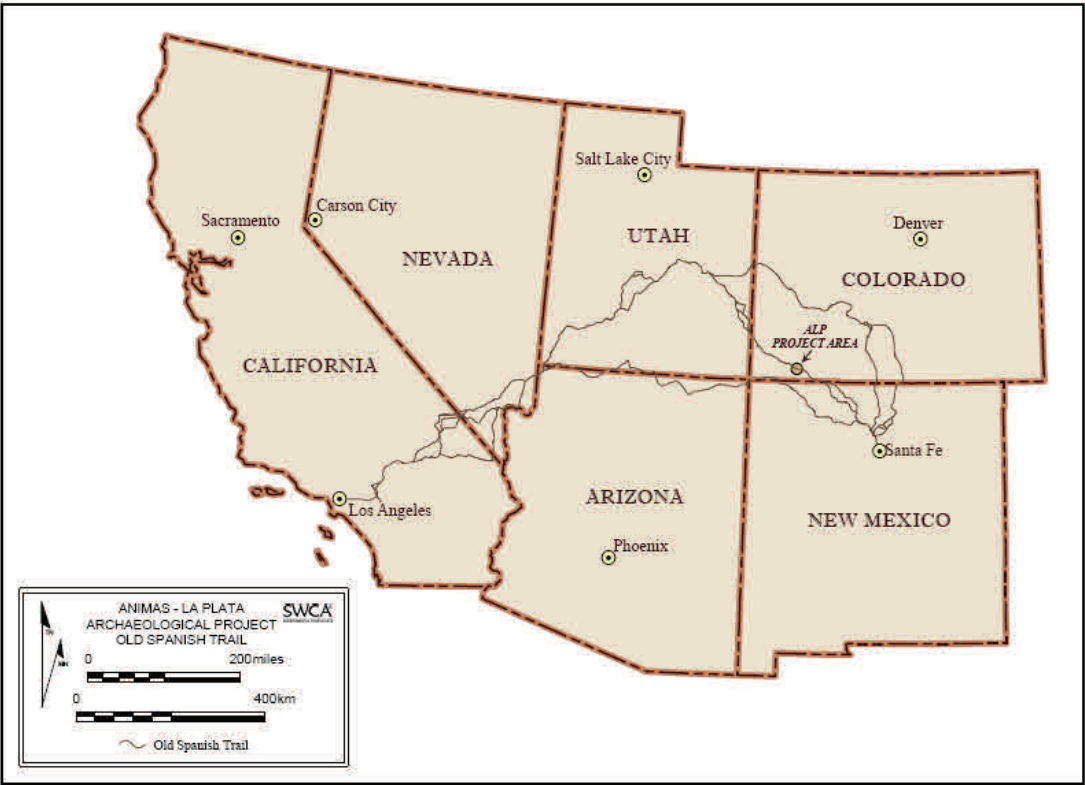 Salt Lake City
Carson City
Sacramento
Denver
UTAH
NEVADA
COLORADO
ALP
PROJECT AREA
CALIFORNIA
Santa Fe
ARIZONA
Los Angeles
NEW MEXICO
Phoenix
ANIMAS - LA PLATA
ARCHAEOLOGICAL PROJECT
OLD SPANISH TRAIL
SWCA
TN
MN
0 200miles
0 400km
Old Spanish Trail